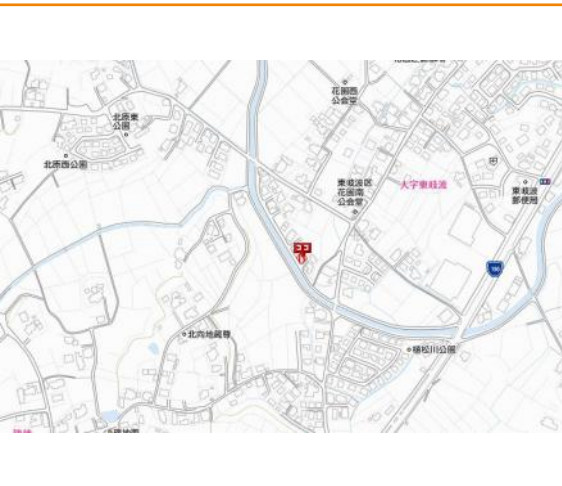 花園西
公会堂
北原東
公園
北原西公園
東岐波区
花園南
公会堂
大字東岐波
東岐波
郵便局
ココ
190
北向地蔵尊
植松川公園